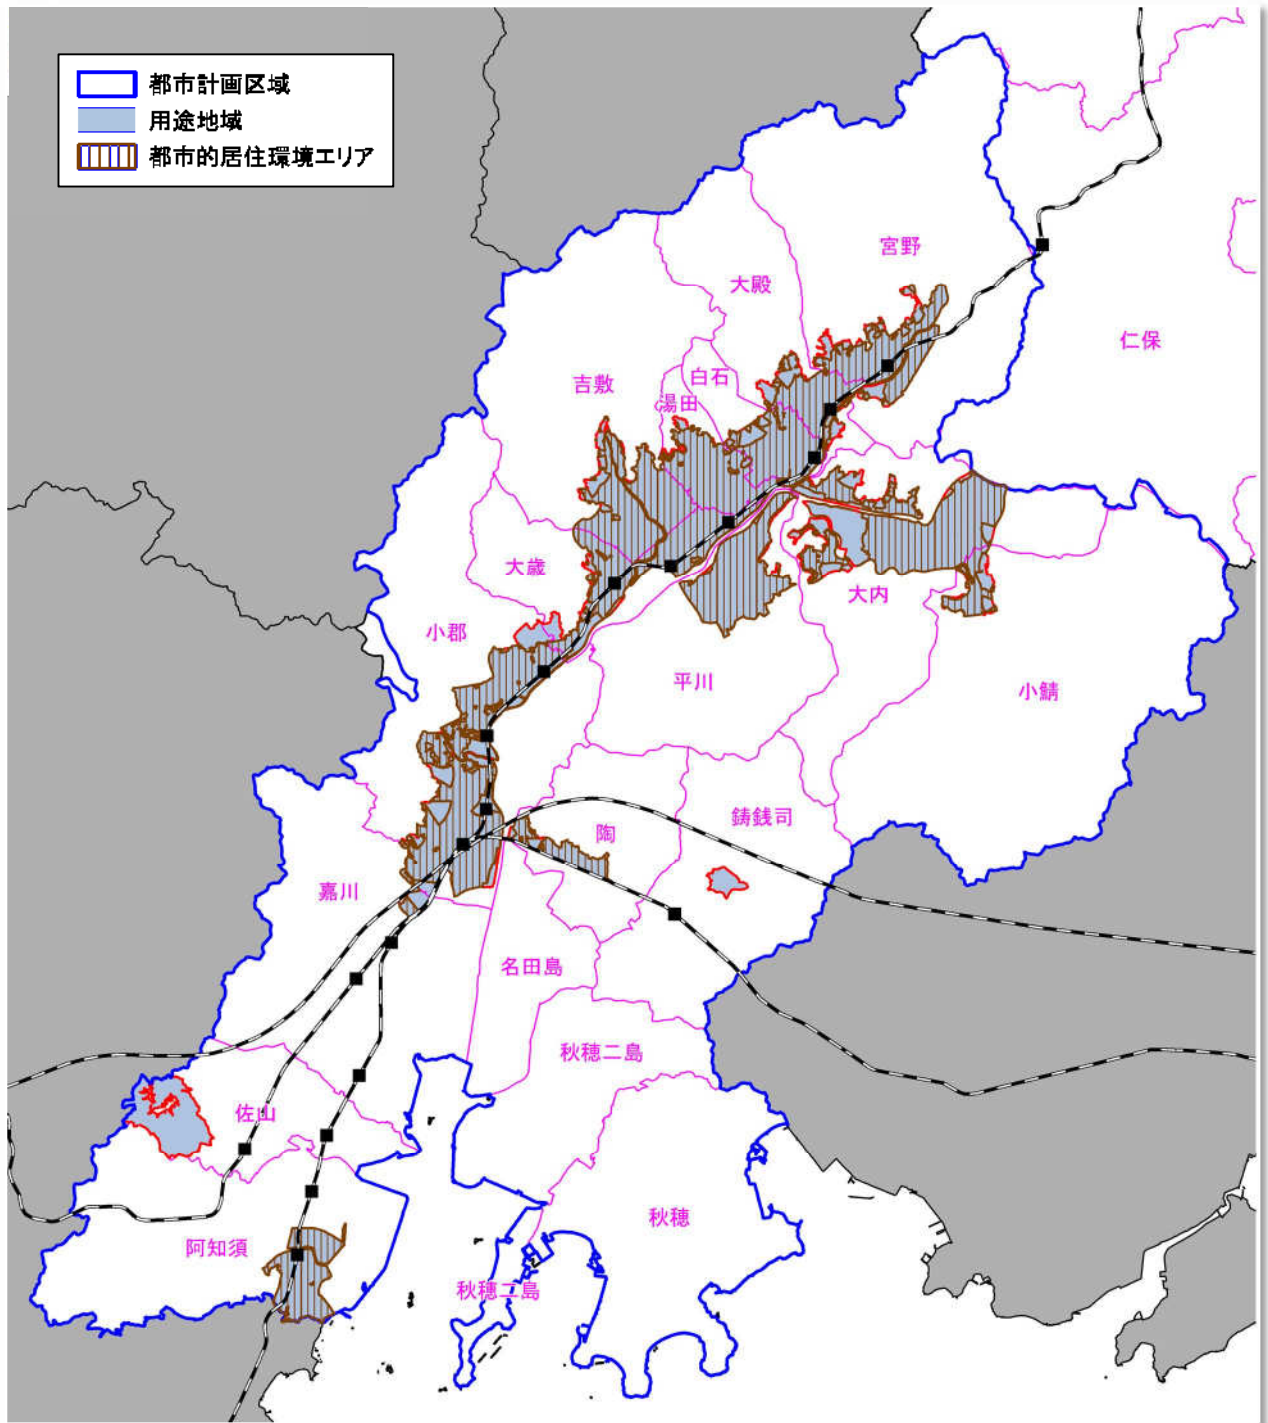 都市計画区域
用途地域
都市的居住環境エリア
宮野
大殿
仁保
白石
吉敷
湯田
大歳
大内
小郡
平川
小鯖
鋳銭司
陶
嘉川
名田島
秋穂二島
佐山
秋穂
阿知須
秋穂二島